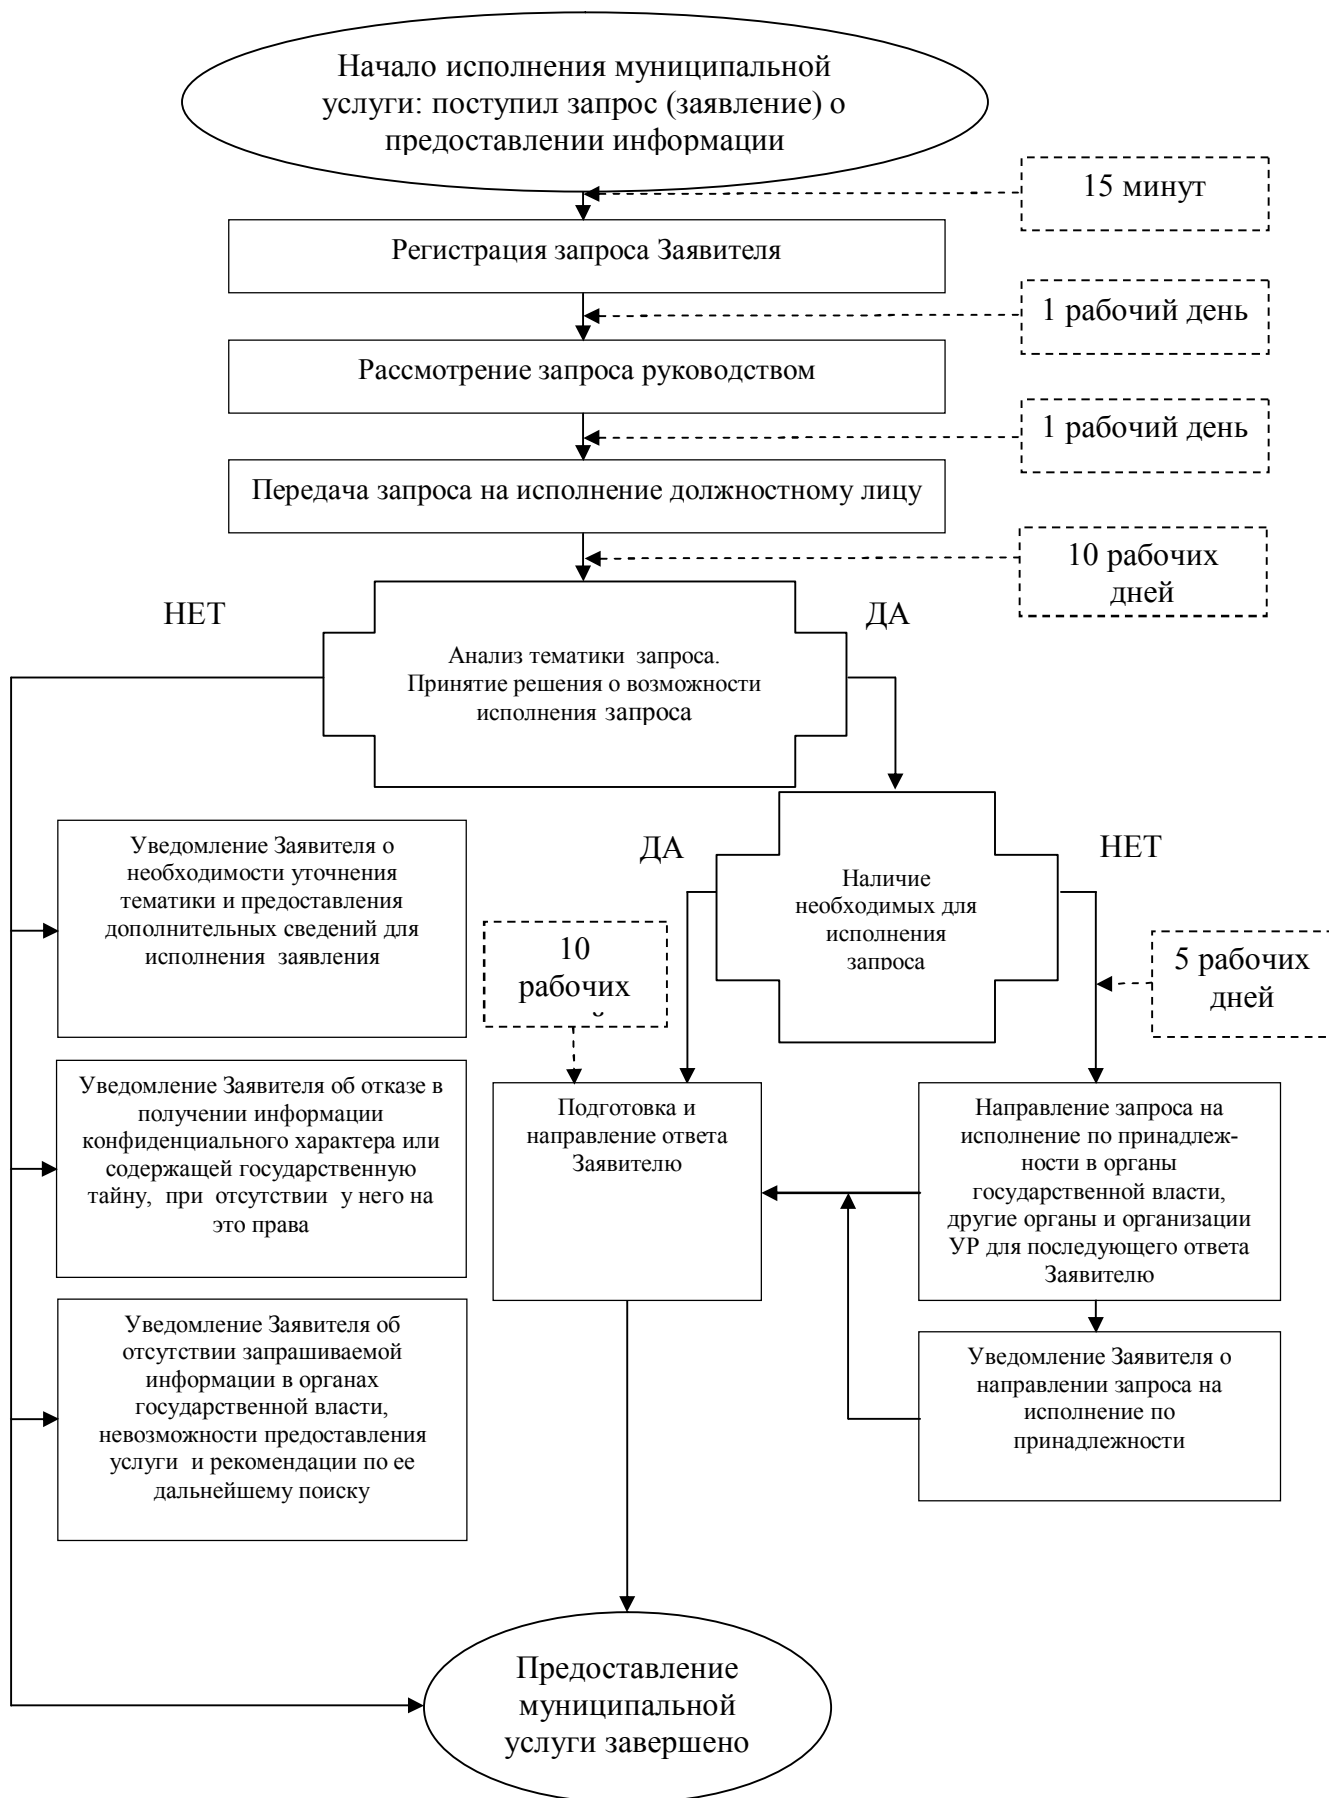 Начало исполнения муниципальной
услуги: поступил запрос (заявление) о
предоставлении информации
15 минут
Регистрация запроса Заявителя
1 рабочий день
Рассмотрение запроса руководством
1 рабочий день
Передача запроса на исполнение должностному лицу
10 рабочих
дней
НЕТ
ДА
Анализ тематики запроса.
Принятие решения о возможности
исполнения запроса
Уведомление Заявителя о
необходимости уточнения
тематики и предоставления
дополнительных сведений для
исполнения заявления
ДА
НЕТ
Наличие
необходимых для
исполнения
запроса
10
рабочих
5 рабочих
дней
Уведомление Заявителя об отказе в
получении информации
конфиденциального характера или
содержащей государственную
тайну, при отсутствии у него на
это права
Подготовка и
направление ответа
Заявителю
Направление запроса на
исполнение по принадлеж-
ности в органы
государственной власти,
другие органы и организации
УР для последующего ответа
Заявителю
Уведомление Заявителя об
отсутствии запрашиваемой
информации в органах
государственной власти,
невозможности предоставления
услуги и рекомендации по ее
дальнейшему поиску
Уведомление Заявителя о
направлении запроса на
исполнение по
принадлежности
Предоставление
муниципальной
услуги завершено